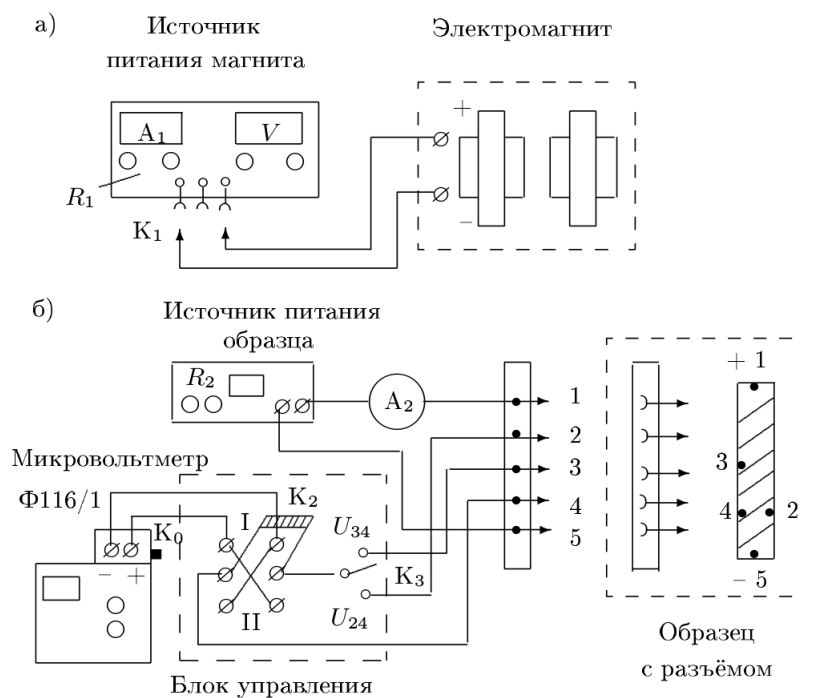 а)
Источник
питания магнита
Электромагнит
A₁
V
R₁
K₁
+
–
б)
Источник питания
образца
R₂
A₂
1
2
3
4
5
+ 1
3
4
2
– 5
Микровольтметр
Ф116/1
K₀
– +
I
K₂
II
U₃₄
K₃
U₂₄
Блок управления
Образец
с разъёмом